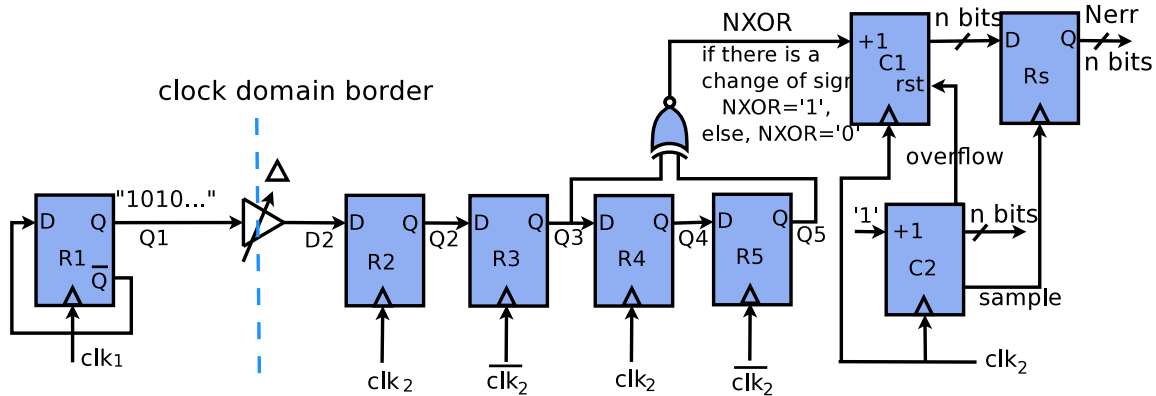 NXOR
if there is a
change of sign
NXOR='1',
else, NXOR='0'
+1
C1
rst
n bits
D
Q
Rs
Nerr
n bits
clock domain border
Δ
"1010..."
D
Q
Q1
R1
Q
clk1
D2
D
Q
R2
clk2
Q2
D
Q
R3
clk2
Q3
D
Q
R4
clk2
Q4
D
Q
R5
clk2
Q5
overflow
'1'
+1
C2
n bits
sample
clk2